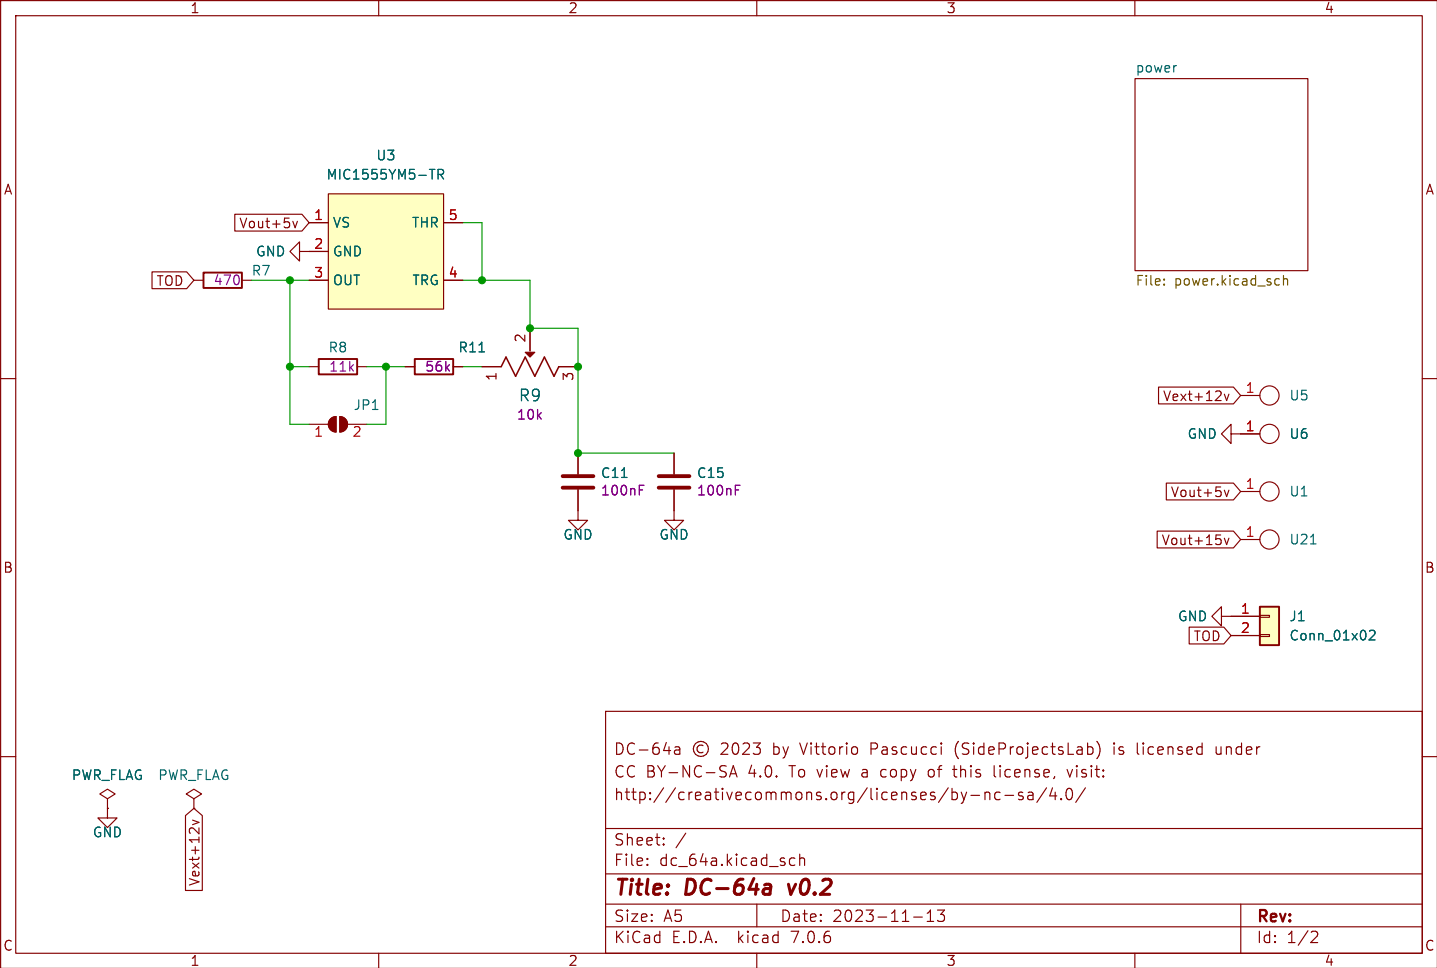 1 2 3 4
power
U3
MIC1555YM5-TR
A A
Vout+5v 1 VS THR 5
GND 2 GND
TOD 470 R7 3 OUT TRG 4
File: power.kicad_sch
2
R8 R11
11k 56k
1 3
R9
10k
JP1
1 2
Vext+12v 1 U5
GND 1 U6
C11 C15
100nF 100nF
Vout+5v 1 U1
GND GND
Vout+15v 1 U21
B B
GND 1 J1
TOD 2 Conn_01x02
DC-64a © 2023 by Vittorio Pascucci (SideProjectsLab) is licensed under
CC BY-NC-SA 4.0. To view a copy of this license, visit:
http://creativecommons.org/licenses/by-nc-sa/4.0/
PWR_FLAG PWR_FLAG
GND
Vext+12v
Sheet: /
File: dc_64a.kicad_sch
Title: DC-64a v0.2
Size: A5 Date: 2023-11-13 Rev:
KiCad E.D.A. kicad 7.0.6 Id: 1/2
C C
1 2 3 4